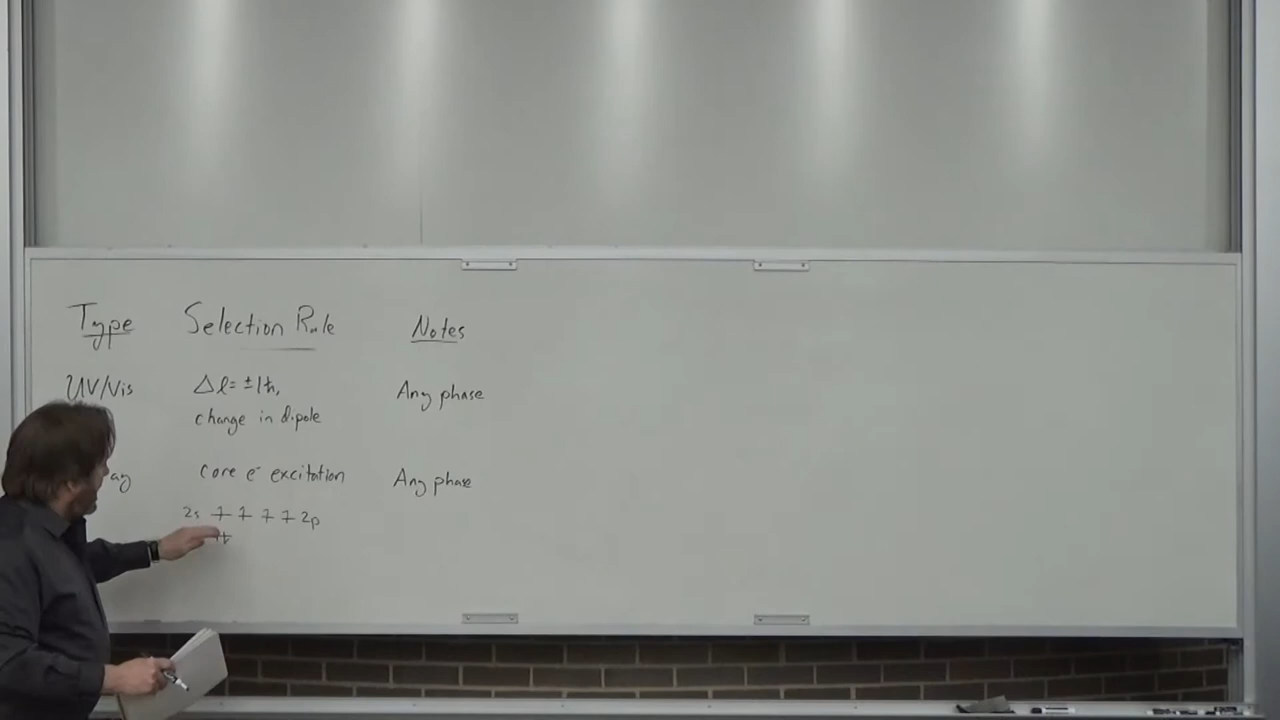 Type Selection Rule Notes
UV/Vis Δl = ±1ħ, Any phase
change in dipole
ay core e⁻ excitation Any phase
2s 2p